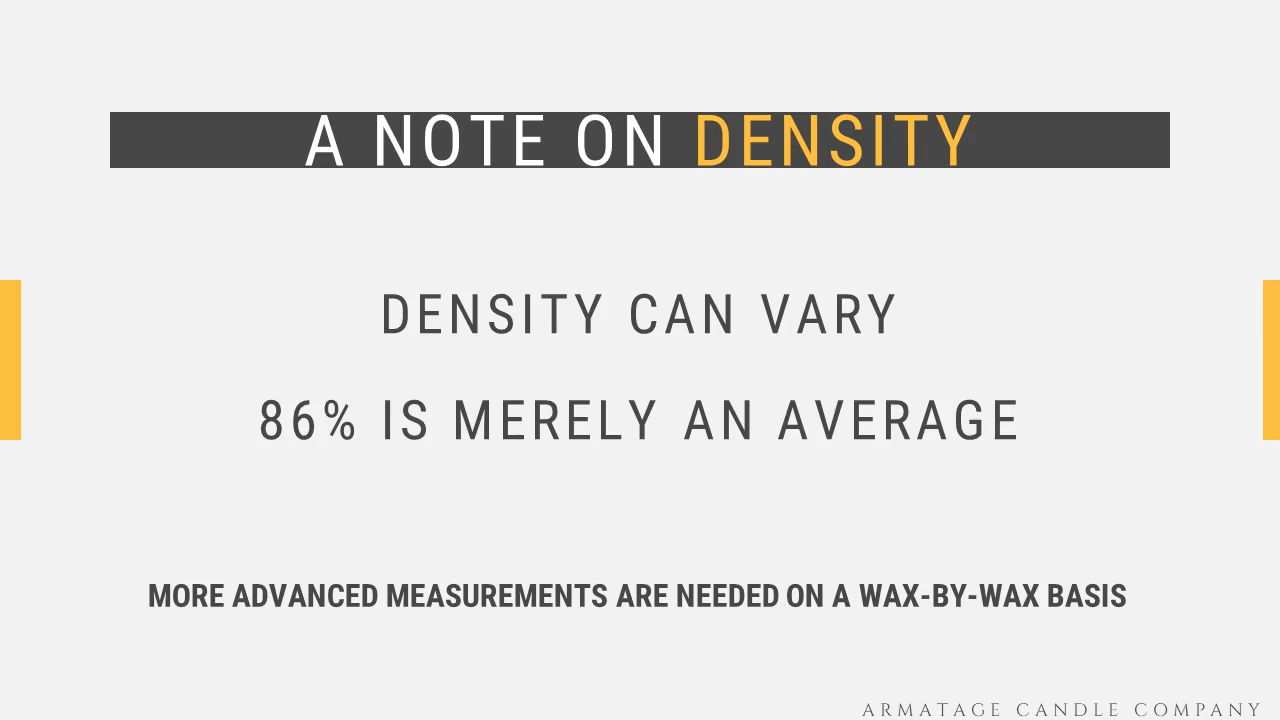 A NOTE ON DENSITY
DENSITY CAN VARY
86% IS MERELY AN AVERAGE
MORE ADVANCED MEASUREMENTS ARE NEEDED ON A WAX-BY-WAX BASIS
ARMATAGE CANDLE COMPANY